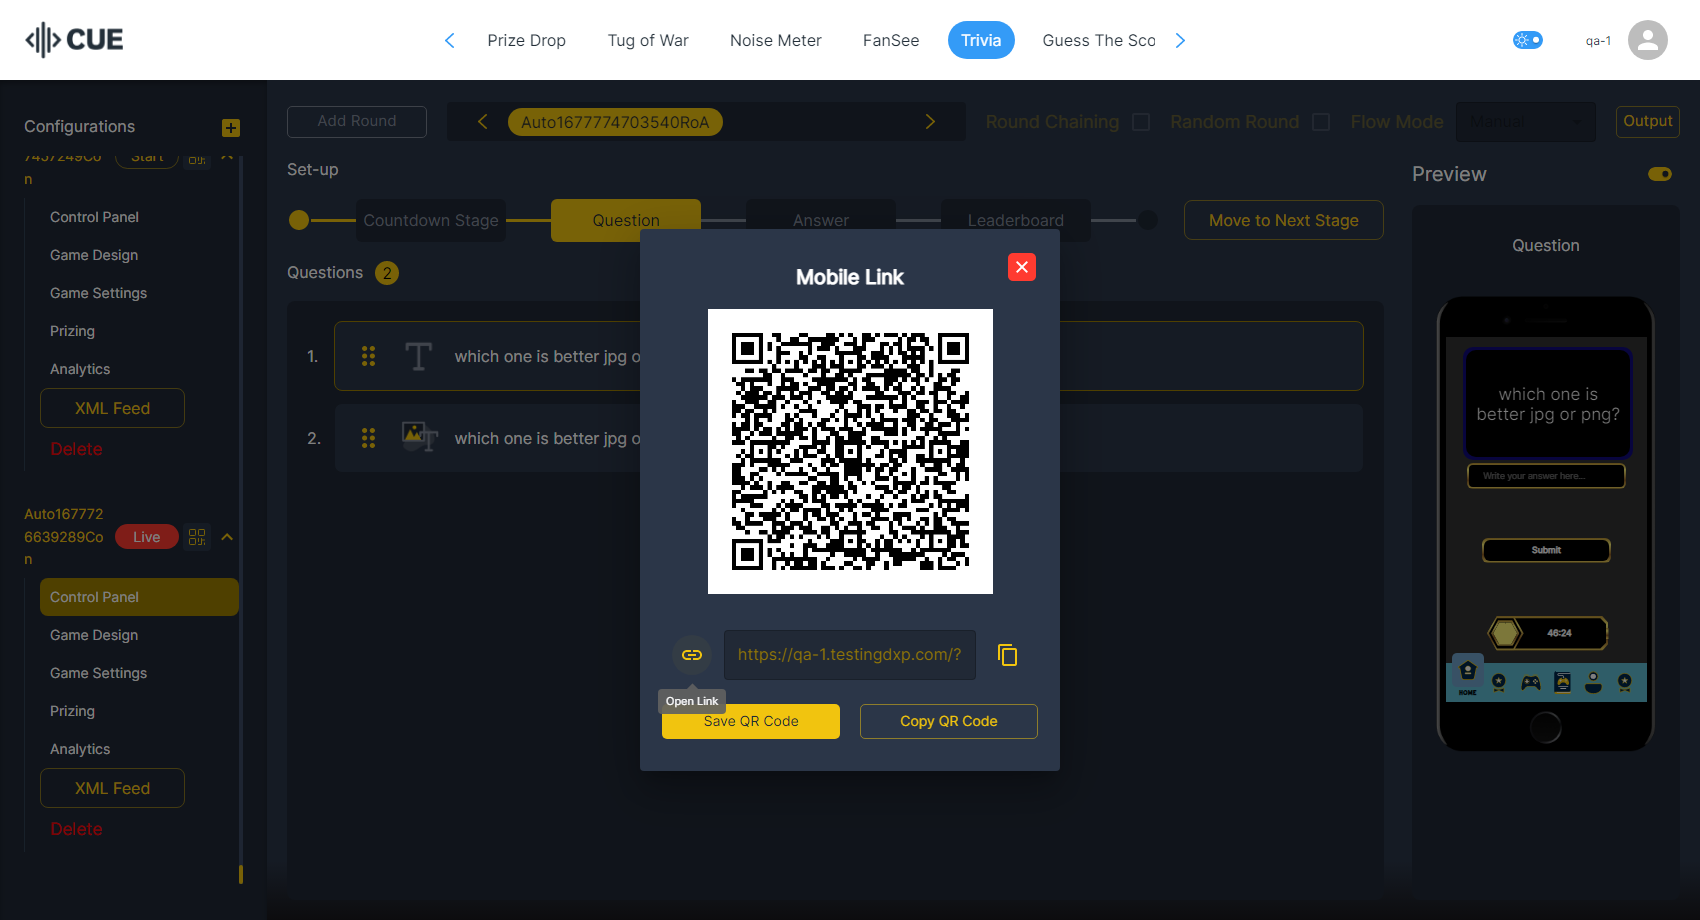 CUE
Prize Drop
Tug of War
Noise Meter
FanSee
Trivia
Guess The Sco
qa-1
Configurations
7457249Co
n
Start
Control Panel
Game Design
Game Settings
Prizing
Analytics
XML Feed
Delete
Auto167772
6639289Co
n
Live
Control Panel
Game Design
Game Settings
Prizing
Analytics
XML Feed
Delete
Add Round
Auto1677774703540RoA
Round Chaining
Random Round
Flow Mode
Manual
Output
Set-up
Countdown Stage
Question
Answer
Leaderboard
Move to Next Stage
Questions 2
1. which one is better jpg o
2. which one is better jpg o
Mobile Link
https://qa-1.testingdxp.com/?
Open Link
Save QR Code
Copy QR Code
Preview
Question
which one is
better jpg or png?
Write your answer here...
Submit
46:24
HOME